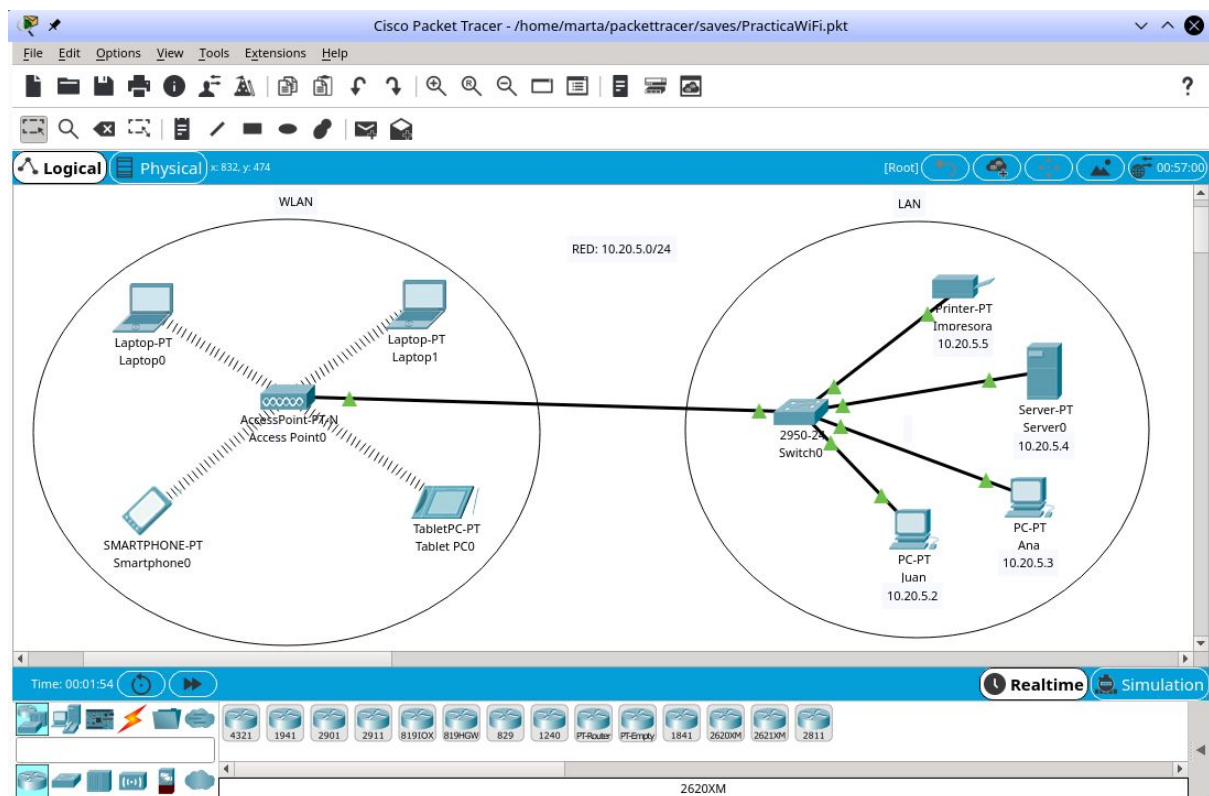 Cisco Packet Tracer - /home/marta/packettracer/saves/PracticaWiFi.pkt
File Edit Options View Tools Extensions Help
?
Logical Physical x: 832, y: 474 [Root] 00:57:00
WLAN
LAN
RED: 10.20.5.0/24
Laptop-PT
Laptop0
Laptop-PT
Laptop1
AccessPoint-PT-N
Access Point0
SMARTPHONE-PT
Smartphone0
TabletPC-PT
Tablet PC0
Printer-PT
Impresora
10.20.5.5
2950-24
Switch0
Server-PT
Server0
10.20.5.4
PC-PT
Ana
10.20.5.3
PC-PT
Juan
10.20.5.2
Time: 00:01:54 Realtime Simulation
4321 1941 2901 2911 819IOX 819HGW 829 1240 PT-Router PT-Empty 1841 2620XM 2621XM 2811
2620XM